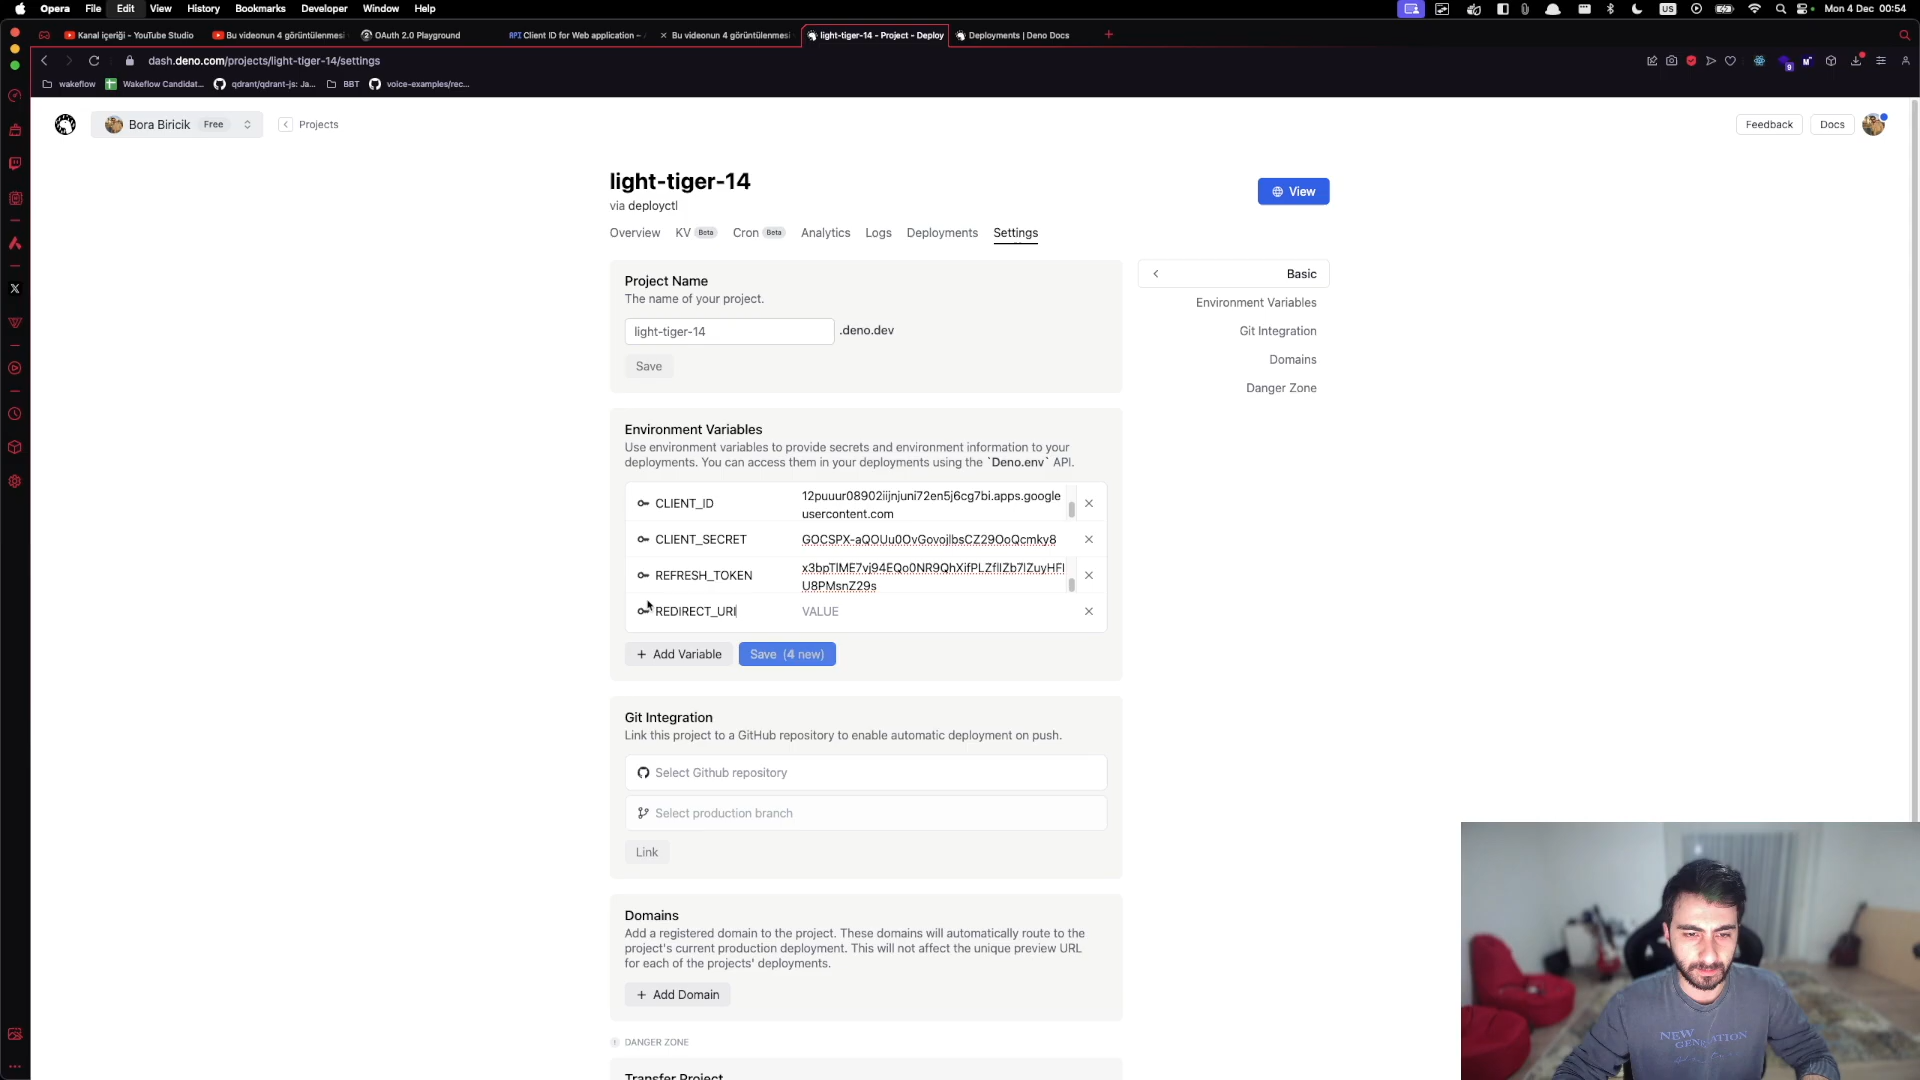 Opera File Edit View History Bookmarks Developer Window Help
US
Mon 4 Dec 00:54
Kanal içeriği - YouTube Studio
Bu videonun 4 görüntülenmesi
OAuth 2.0 Playground
API Client ID for Web application –
Bu videonun 4 görüntülenmesi
light-tiger-14 - Project - Deploy
Deployments | Deno Docs
dash.deno.com/projects/light-tiger-14/settings
wakeflow
Wakeflow Candidat...
qdrant/qdrant-js: Ja...
BBT
voice-examples/rec...
Bora Biricik Free
Projects
Feedback
Docs
light-tiger-14
via deployctl
View
Overview KV Beta Cron Beta Analytics Logs Deployments Settings
Project Name
The name of your project.
light-tiger-14
.deno.dev
Save
Basic
Environment Variables
Git Integration
Domains
Danger Zone
Environment Variables
Use environment variables to provide secrets and environment information to your
deployments. You can access them in your deployments using the `Deno.env` API.
CLIENT_ID
12puuur08902iijnjuni72en5j6cg7bi.apps.google
usercontent.com
CLIENT_SECRET
REFRESH_TOKEN
U8PMsnZ29s
REDIRECT_URI
VALUE
+ Add Variable
Save (4 new)
Git Integration
Link this project to a GitHub repository to enable automatic deployment on push.
Select Github repository
Select production branch
Link
Domains
Add a registered domain to the project. These domains will automatically route to the
project's current production deployment. This will not affect the unique preview URL
for each of the projects' deployments.
+ Add Domain
DANGER ZONE
Transfer Project
NEW
GENERATION